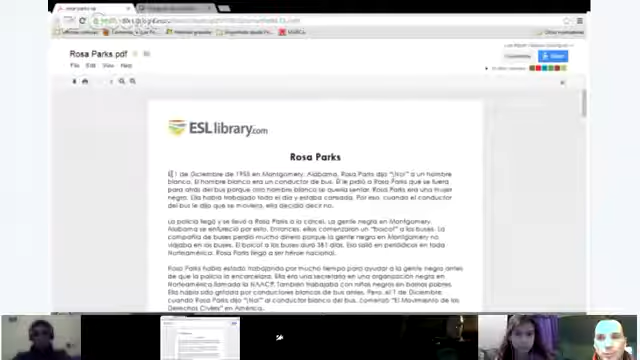 Rosa Parks.pdf
File Edit View Help
ESLlibrary.com
Rosa Parks
El 1 de Diciembre de 1955 en Montgomery, Alabama, Rosa Parks dijo "¡No!" a un hombre
blanco. El hombre blanco era un conductor de bus. Él le pidió a Rosa Parks que se fuera
para atrás del bus porque otro hombre blanco se quería sentar. Rosa Parks era una mujer
negra. Ella había trabajado todo el día y estaba cansada. Por eso, cuando el conductor
del bus le dijo que se moviera, ella decidió decir no.
La policía llegó y se llevó a Rosa Parks a la cárcel. La gente negra en Montgomery,
Alabama se enfureció por esto. Entonces, ellos comenzaron un "boicot" a los buses. La
compañía de buses perdió mucho dinero porque la gente negra en Montgomery no
viajaba en los buses. El boicot a los buses duró 381 días. Eso salió en periódicos en toda
Norteamérica. Rosa Parks llegó a ser héroe nacional.
Rosa Parks había estado trabajando por mucho tiempo para ayudar a la gente negra antes
de que la policía la encarcelara. Ella era una secretaria en una organización negra en
Norteamérica llamada la NAACP. También trabajaba con niños negros en barrios pobres.
Ella había sido gritada por conductores de buses antes. Pero, el 1 de Diciembre,
cuando Rosa Parks dijo "¡No!" al conductor blanco del bus, comenzó "El Movimiento de los
Derechos Civiles" en América.